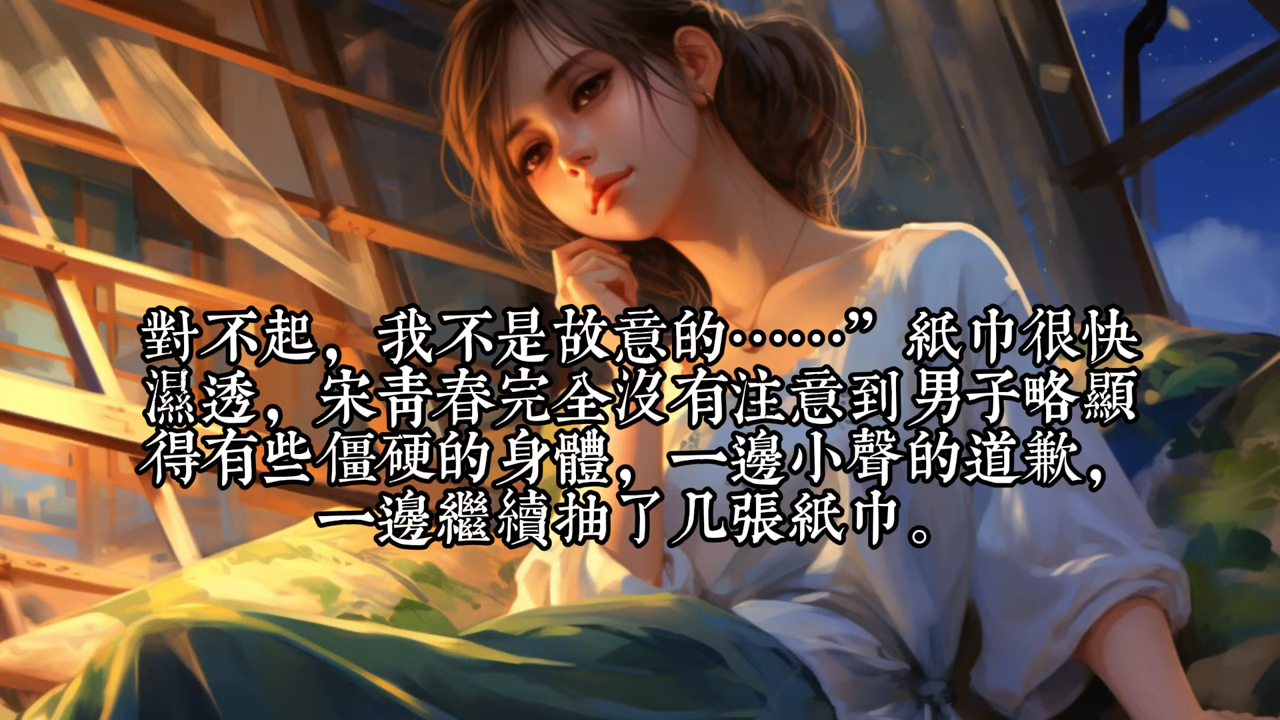 對不起，我不是故意的……”紙巾很快
濕透，宋靑春完全沒有注意到男子略顯
得有些僵硬的身體，一邊小聲的道歉，
一邊繼續抽了几張紙巾。